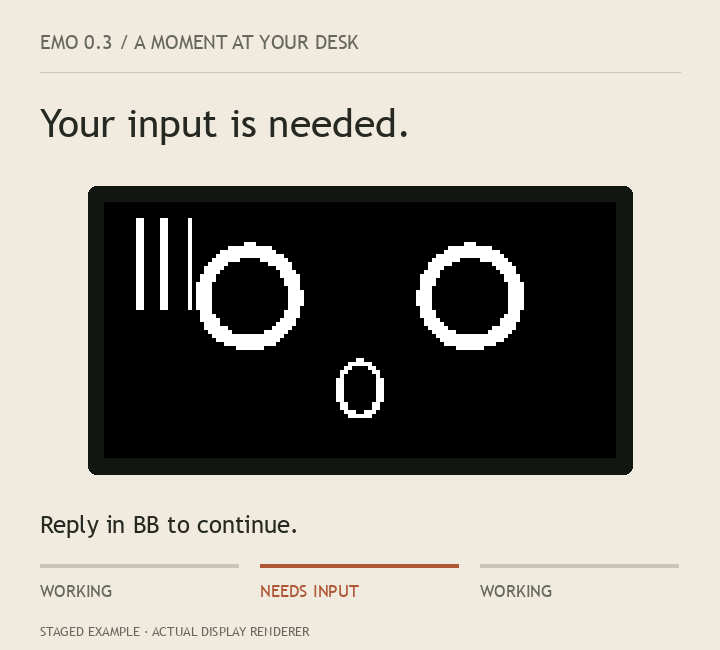 EMO 0.3 / A MOMENT AT YOUR DESK
Your input is needed.
Reply in BB to continue.
WORKING
NEEDS INPUT
WORKING
STAGED EXAMPLE · ACTUAL DISPLAY RENDERER